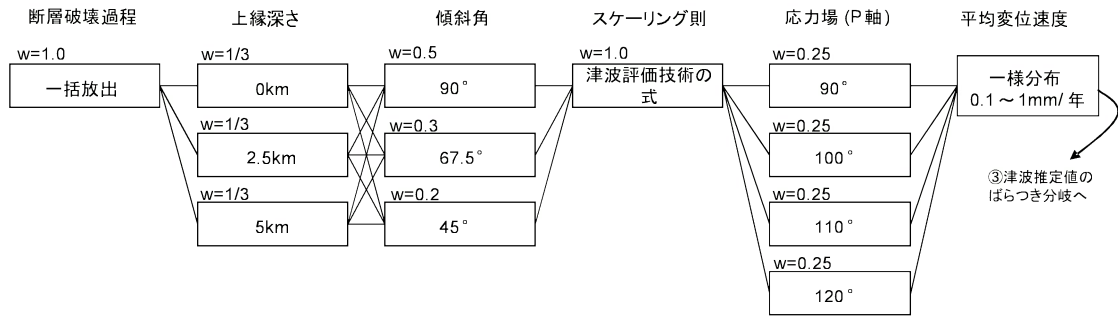 断層破壊過程
上縁深さ
傾斜角
スケーリング則
応力場(P軸)
平均変位速度
w=1.0
一括放出
w=1/3
0km
w=1/3
2.5km
w=1/3
5km
w=0.5
90°
w=0.3
67.5°
w=0.2
45°
w=1.0
津波評価技術の
式
w=0.25
90°
w=0.25
100°
w=0.25
110°
w=0.25
120°
一様分布
0.1~1mm/年
③津波推定値の
ばらつき分岐へ